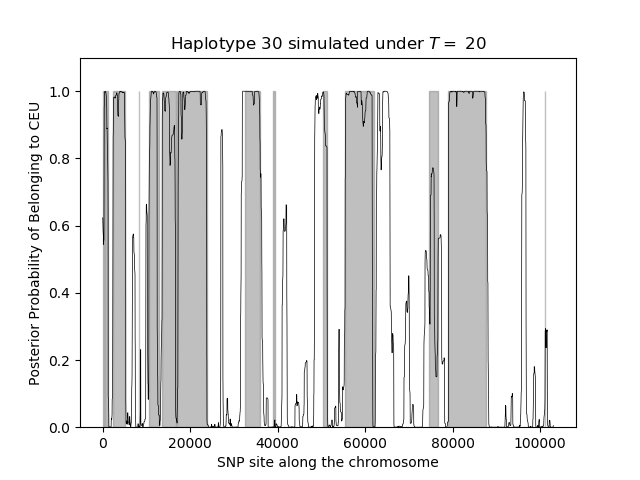 Haplotype 30 simulated under T = 20
Posterior Probability of Belonging to CEU
1.0
0.8
0.6
0.4
0.2
0.0
0 20000 40000 60000 80000 100000
SNP site along the chromosome